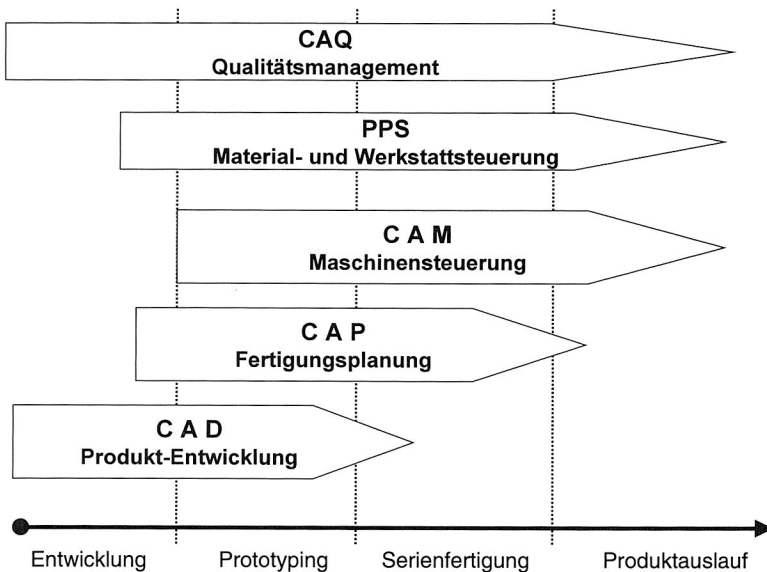 CAQ
Qualitätsmanagement
PPS
Material- und Werkstattsteuerung
C A M
Maschinensteuerung
C A P
Fertigungsplanung
C A D
Produkt-Entwicklung
Entwicklung Prototyping Serienfertigung Produktauslauf